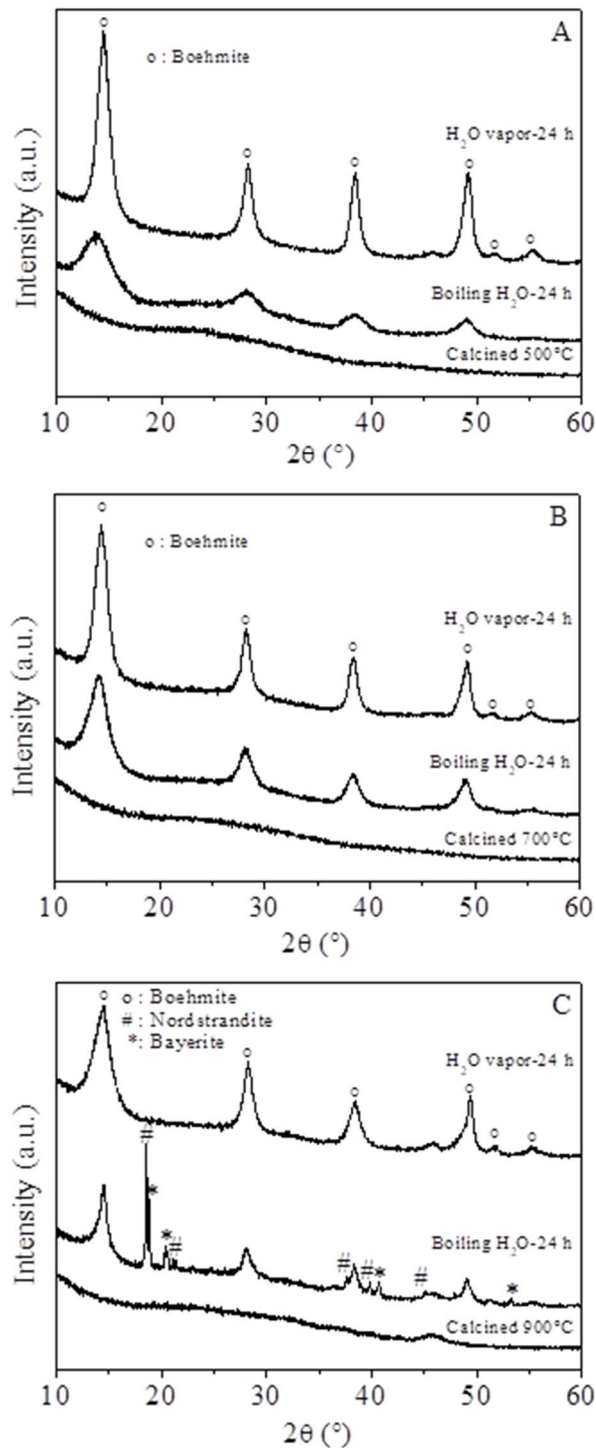 A
o : Boehmite
H₂O vapor-24 h
Boiling H₂O-24 h
Calcined 500°C
Intensity (a.u.)
10 20 30 40 50 60
2θ (°)
B
o : Boehmite
H₂O vapor-24 h
Boiling H₂O-24 h
Calcined 700°C
Intensity (a.u.)
10 20 30 40 50 60
2θ (°)
C
o : Boehmite
# : Nordstrandite
*: Bayerite
H₂O vapor-24 h
# * * # # # * # *
Boiling H₂O-24 h
Calcined 900°C
Intensity (a.u.)
10 20 30 40 50 60
2θ (°)